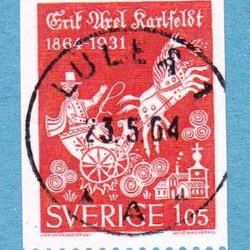 Erik Axel Karlfeldt
1864-1931
LULEÅ
23.5.64
SVERIGE 1.05